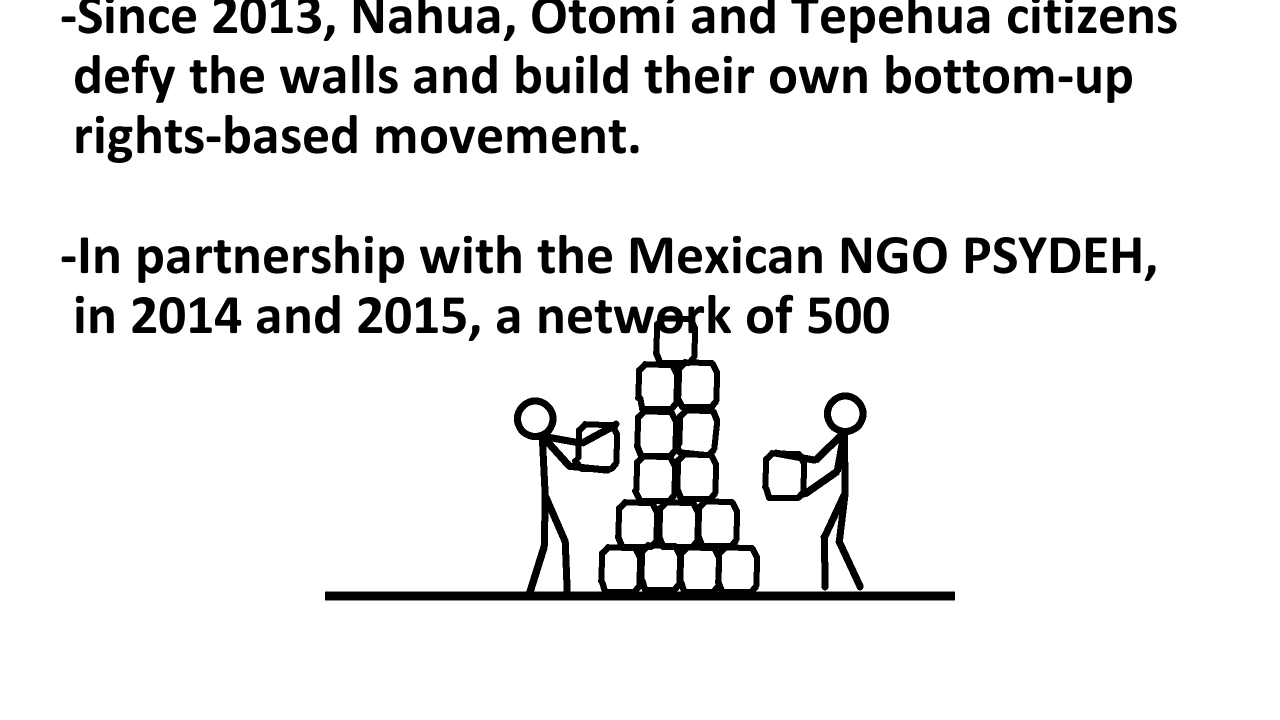 -Since 2013, Nahua, Otomí and Tepehua citizens
defy the walls and build their own bottom-up
rights-based movement.
-In partnership with the Mexican NGO PSYDEH,
in 2014 and 2015, a network of 500